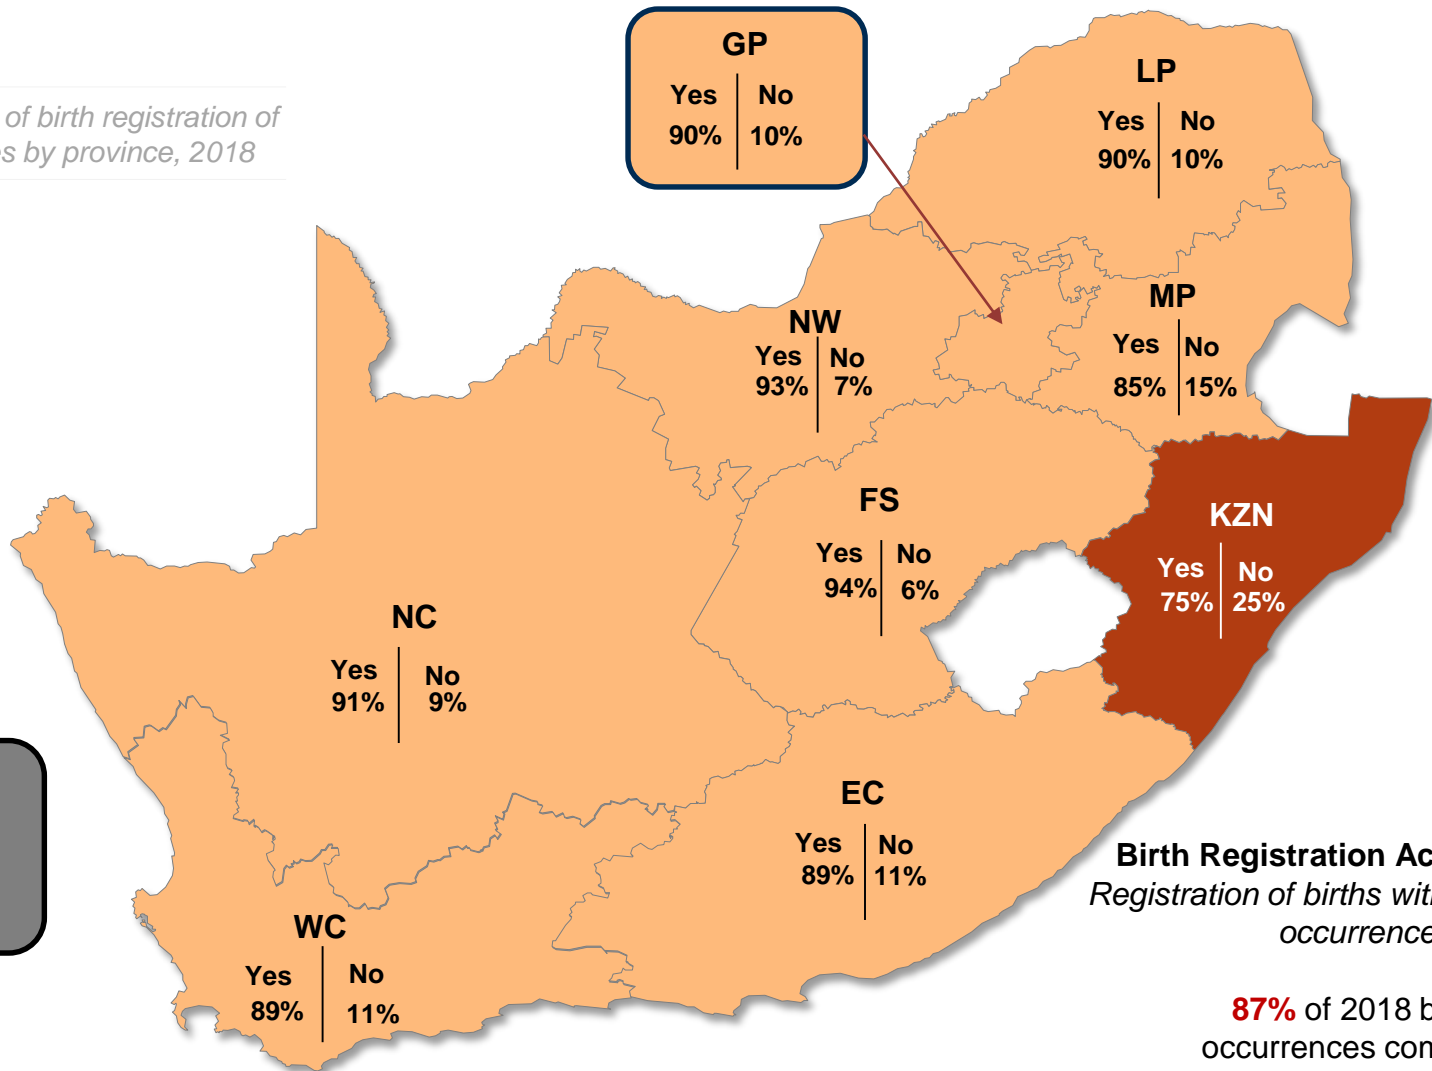 of birth registration of
by province, 2018
GP
Yes No
90% 10%
LP
Yes No
90% 10%
MP
Yes No
85% 15%
NW
Yes No
93% 7%
FS
Yes No
94% 6%
KZN
Yes No
75% 25%
NC
Yes No
91% 9%
EC
Yes No
89% 11%
WC
Yes No
89% 11%
Birth Registration
Registration of births
occurrence
87% of 2018
occurrences